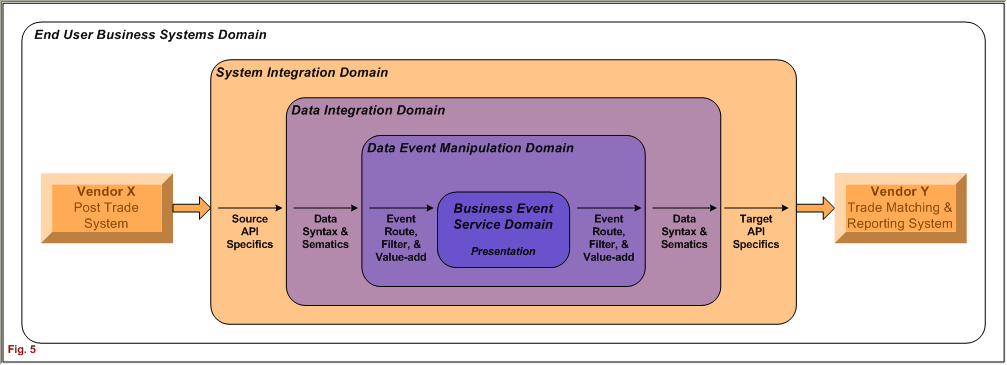 End User Business Systems Domain
System Integration Domain
Data Integration Domain
Data Event Manipulation Domain
Vendor X
Post Trade
System
Source
API
Specifics
Data
Syntax &
Sematics
Event
Route,
Filter, &
Value-add
Business Event
Service Domain
Presentation
Event
Route,
Filter, &
Value-add
Data
Syntax &
Sematics
Target
API
Specifics
Vendor Y
Trade Matching &
Reporting System
Fig. 5